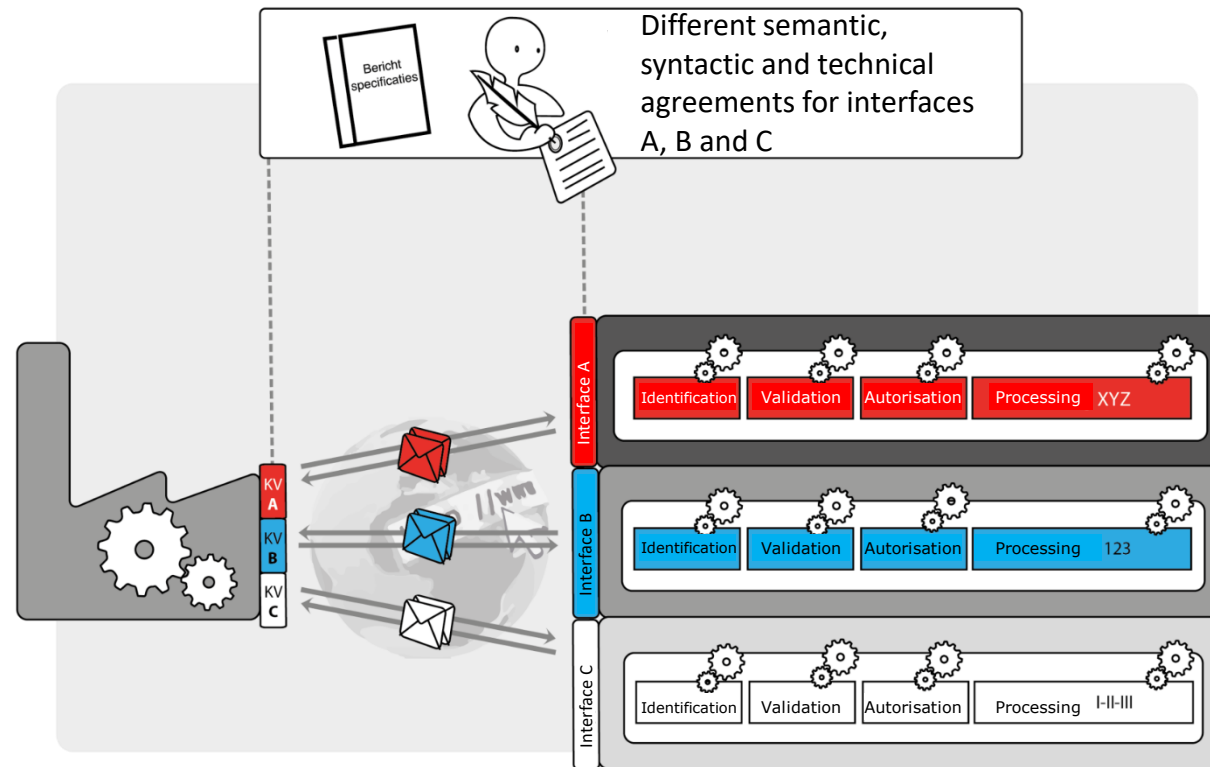 Different semantic,
syntactic and technical
agreements for interfaces
A, B and C
Bericht
specificaties
Interface A
Identification
Validation
Autorisation
Processing XYZ
KV
A
KV
B
KV
C
//www
Interface B
Identification
Validation
Autorisation
Processing 123
Interface C
Identification
Validation
Autorisation
Processing I-II-III